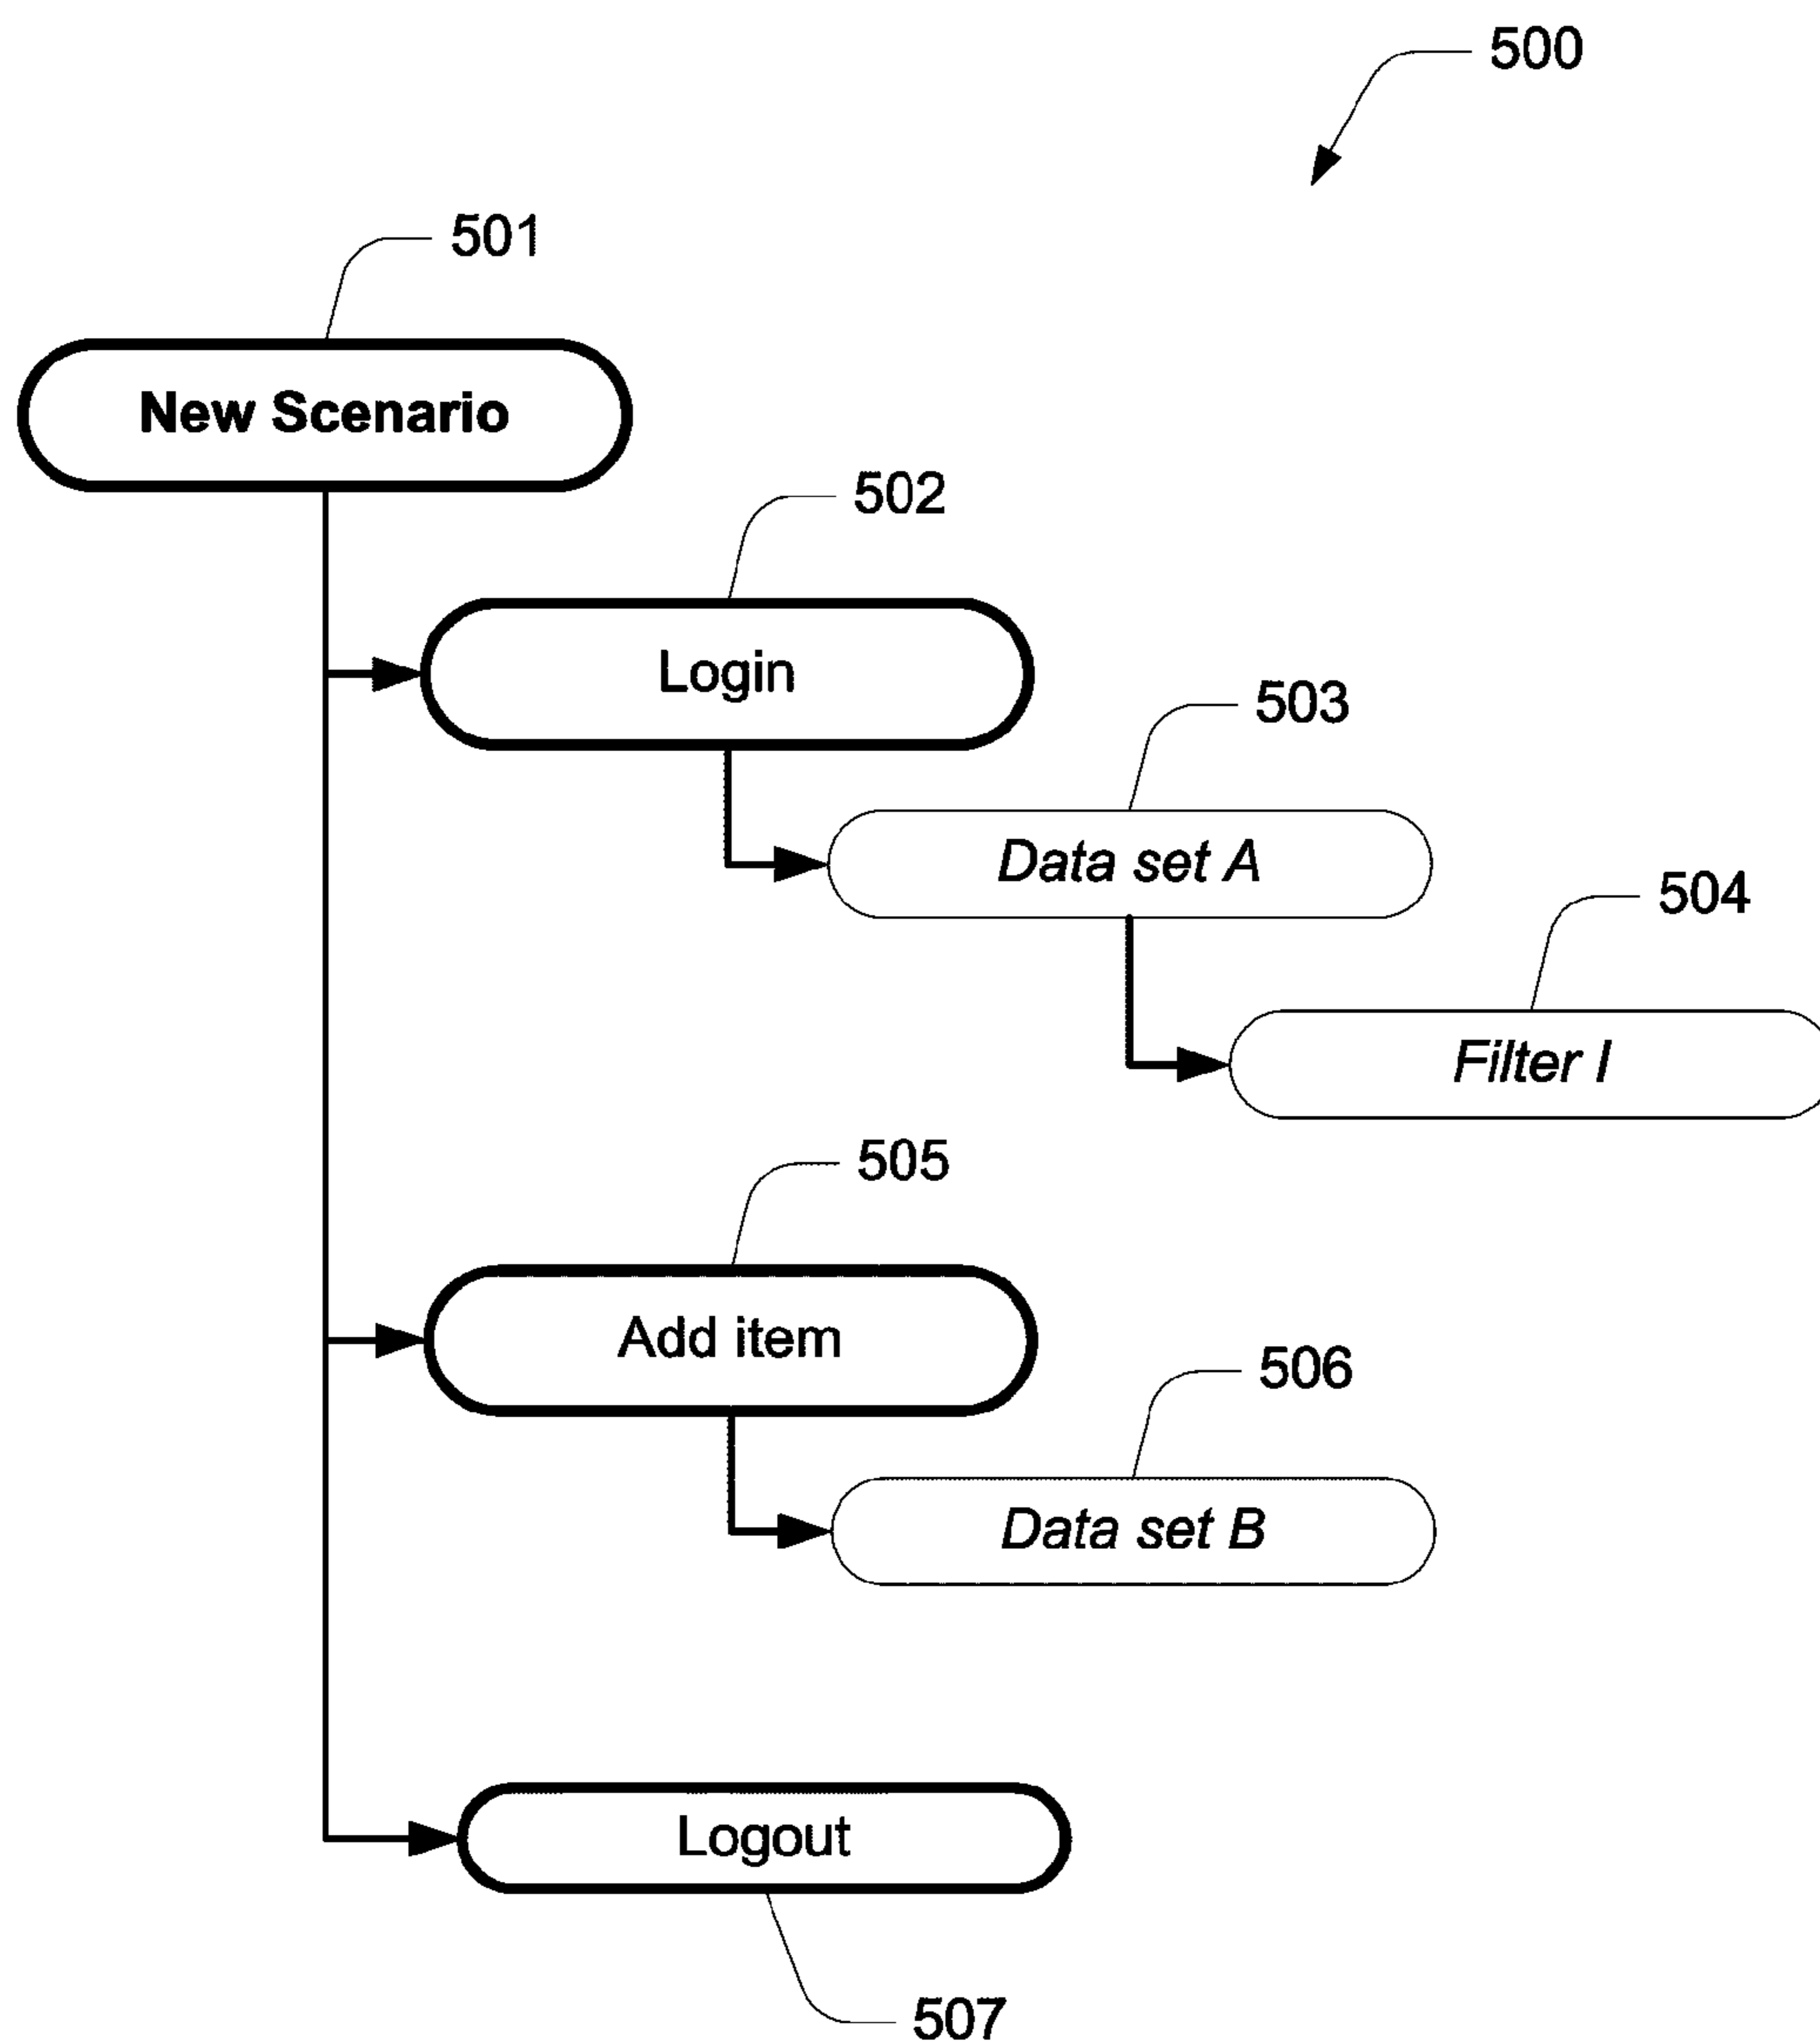 500
501
New Scenario
502
Login
503
Data set A
504
Filter I
505
Add item
506
Data set B
Logout
507